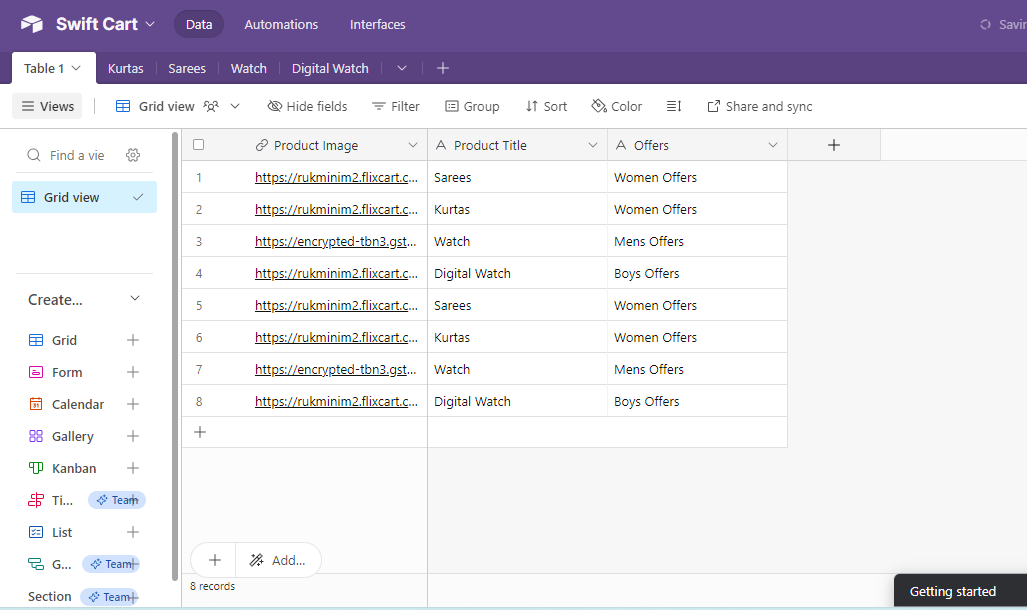 Swift Cart Data Automations Interfaces Savin
Table 1 Kurtas Sarees Watch Digital Watch
Views Grid view Hide fields Filter Group Sort Color Share and sync
Find a vie
Grid view
Create...
Grid
Form
Calendar
Gallery
Kanban
Ti... Team
List
G... Team
Section Team
Product Image Product Title Offers
1 https://rukminim2.flixcart.c... Sarees Women Offers
2 https://rukminim2.flixcart.c... Kurtas Women Offers
3 https://encrypted-tbn3.gst... Watch Mens Offers
4 https://rukminim2.flixcart.c... Digital Watch Boys Offers
5 https://rukminim2.flixcart.c... Sarees Women Offers
6 https://rukminim2.flixcart.c... Kurtas Women Offers
7 https://encrypted-tbn3.gst... Watch Mens Offers
8 https://rukminim2.flixcart.c... Digital Watch Boys Offers
Add...
8 records
Getting started